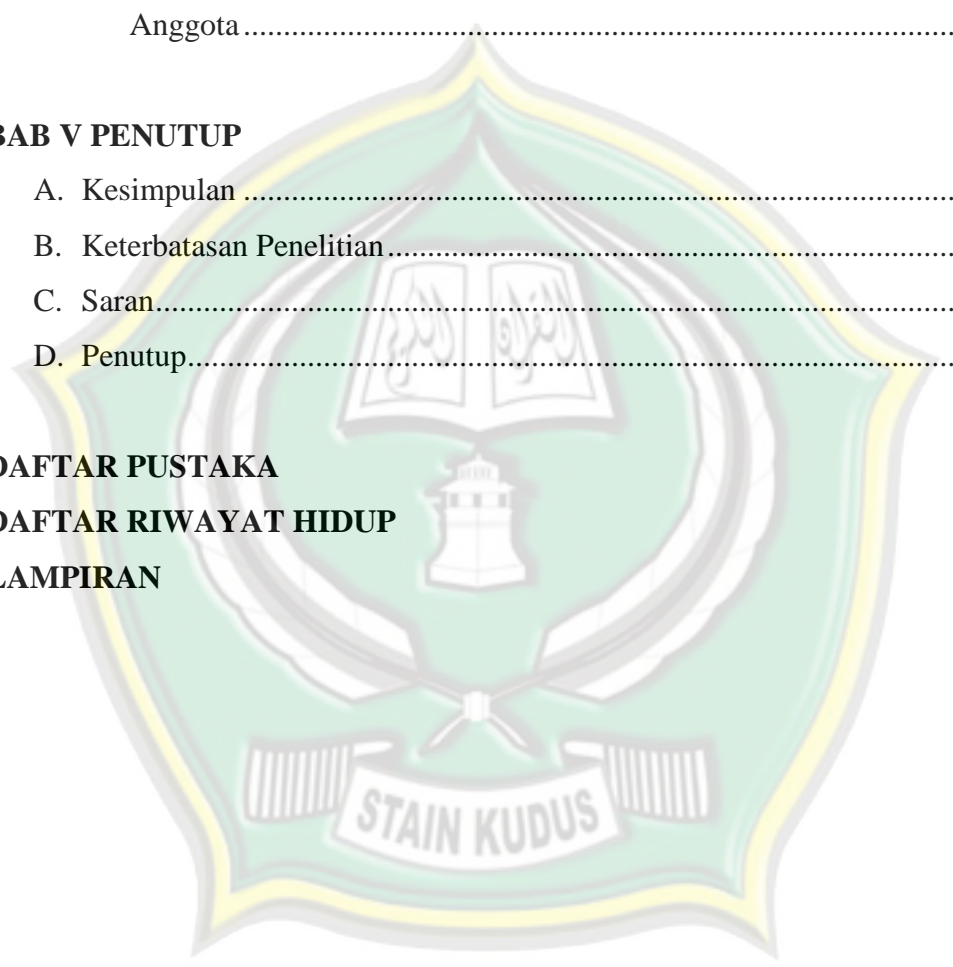 Anggota ........................................................................................
BAB V PENUTUP
A. Kesimpulan ........................................................................................
B. Keterbatasan Penelitian ........................................................................
C. Saran ....................................................................................................
D. Penutup ................................................................................................
DAFTAR PUSTAKA
DAFTAR RIWAYAT HIDUP
LAMPIRAN
STAIN KUDUS